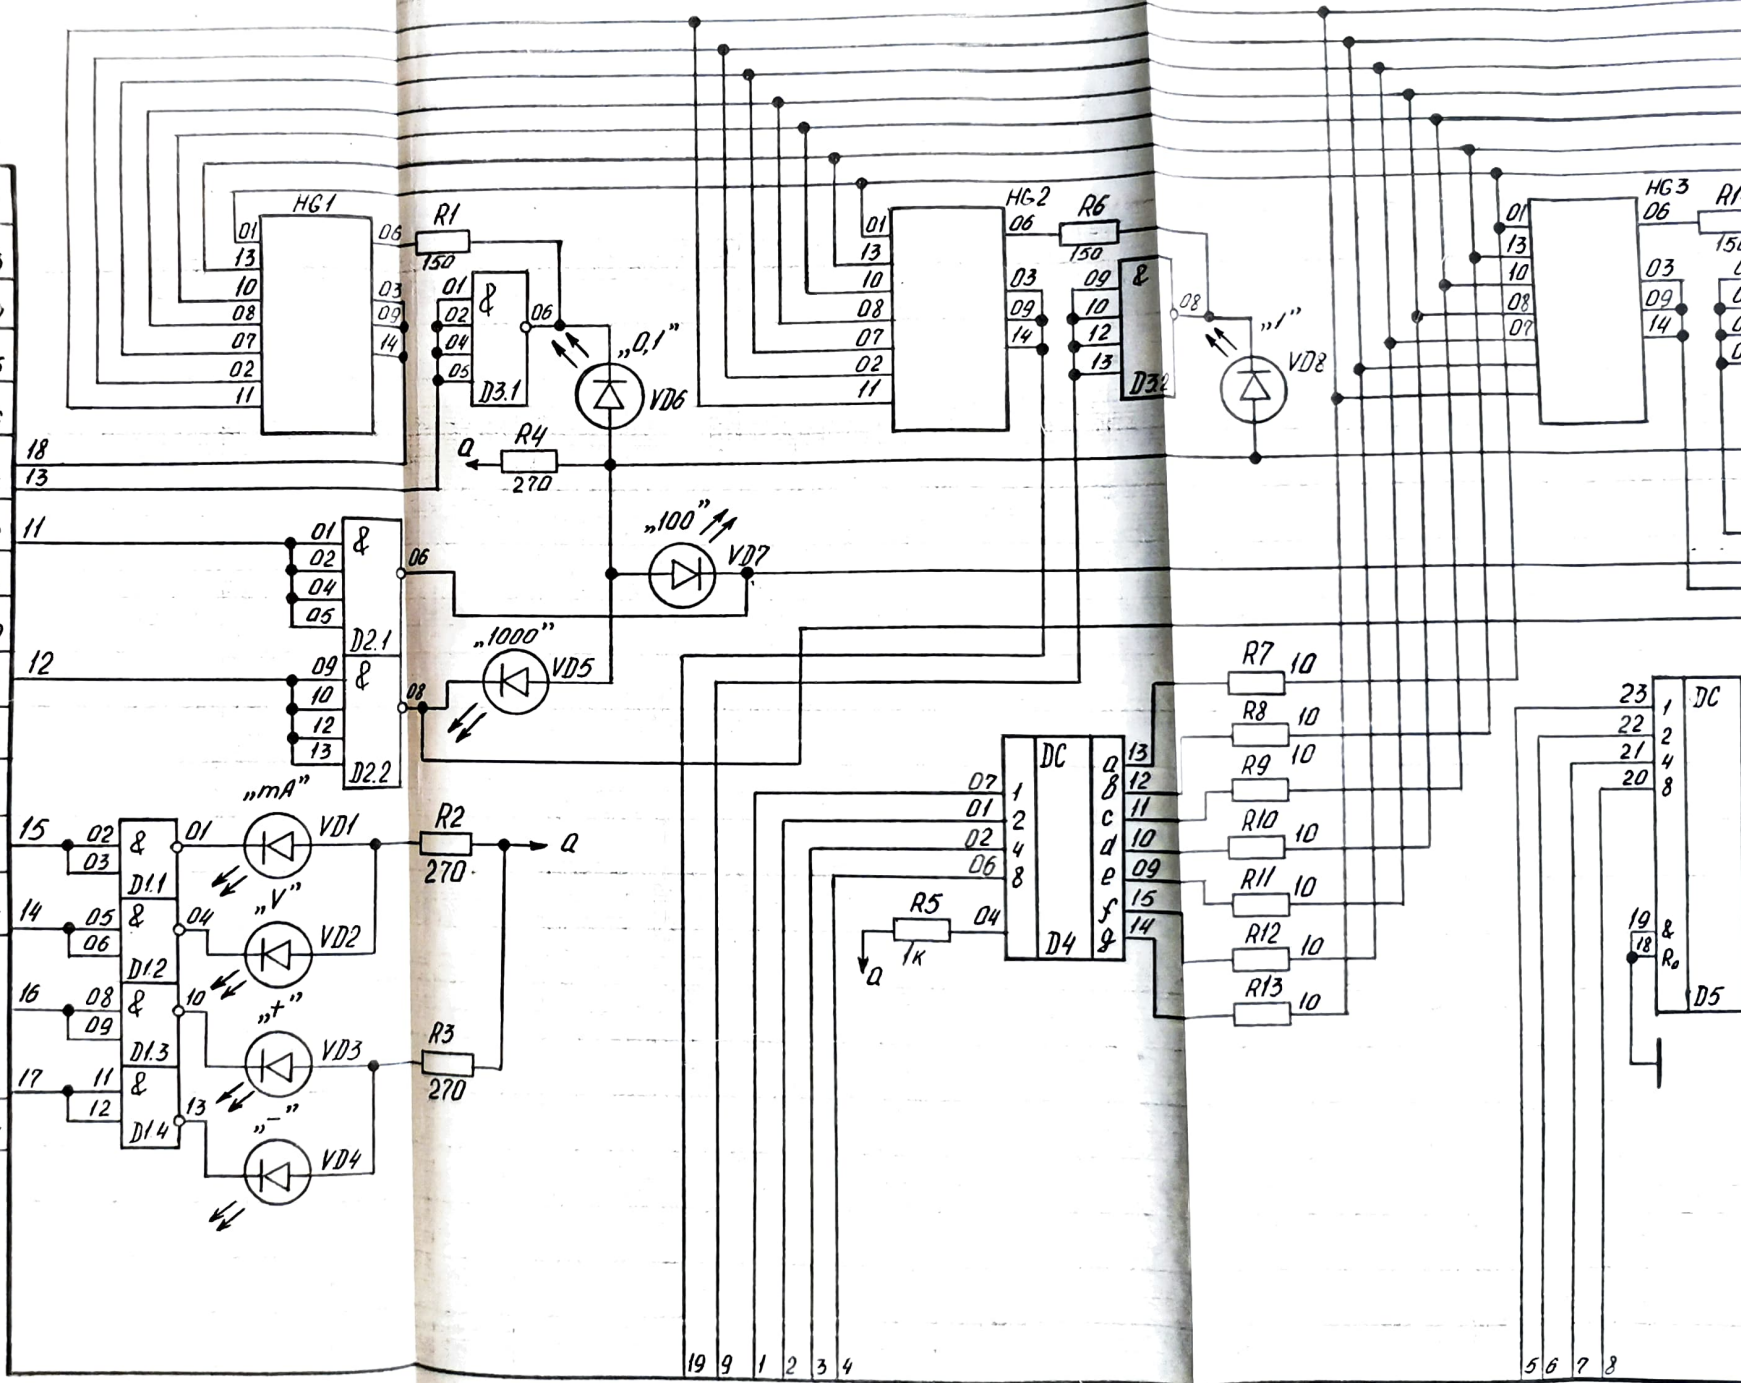 HG1
01
13
10
08
07
02
11
06
03
09
14
R1
150
01
02
04
05
&
06
D3.1
„0,1”
VD6
a
R4
270
HG2
01
13
10
08
07
02
11
06
03
09
14
R6
150
09
10
12
13
&
08
D3.2
„1”
VD8
HG3
01
13
10
08
07
06
03
09
14
18
13
11
01
02
04
05
&
06
D2.1
„100”
VD7
12
09
10
12
13
&
08
D2.2
„1000”
VD5
15
02
03
&
D1.1
01
„mA”
VD1
R2
270
a
14
05
06
&
D1.2
04
„V”
VD2
16
08
09
&
D1.3
10
„+”
VD3
R3
270
17
11
12
&
D1.4
13
„-”
VD4
07
01
02
06
04
1
2
4
8
DC
D4
a
b
c
d
e
f
g
13
12
11
10
09
15
14
R5
1к
a
R7 10
R8 10
10
R9
R10 10
R11 10
R12 10
R13 10
23
22
21
20
19
18
1
2
4
8
&
DC
D5
19 9 1 2 3 4
5 6 7 8